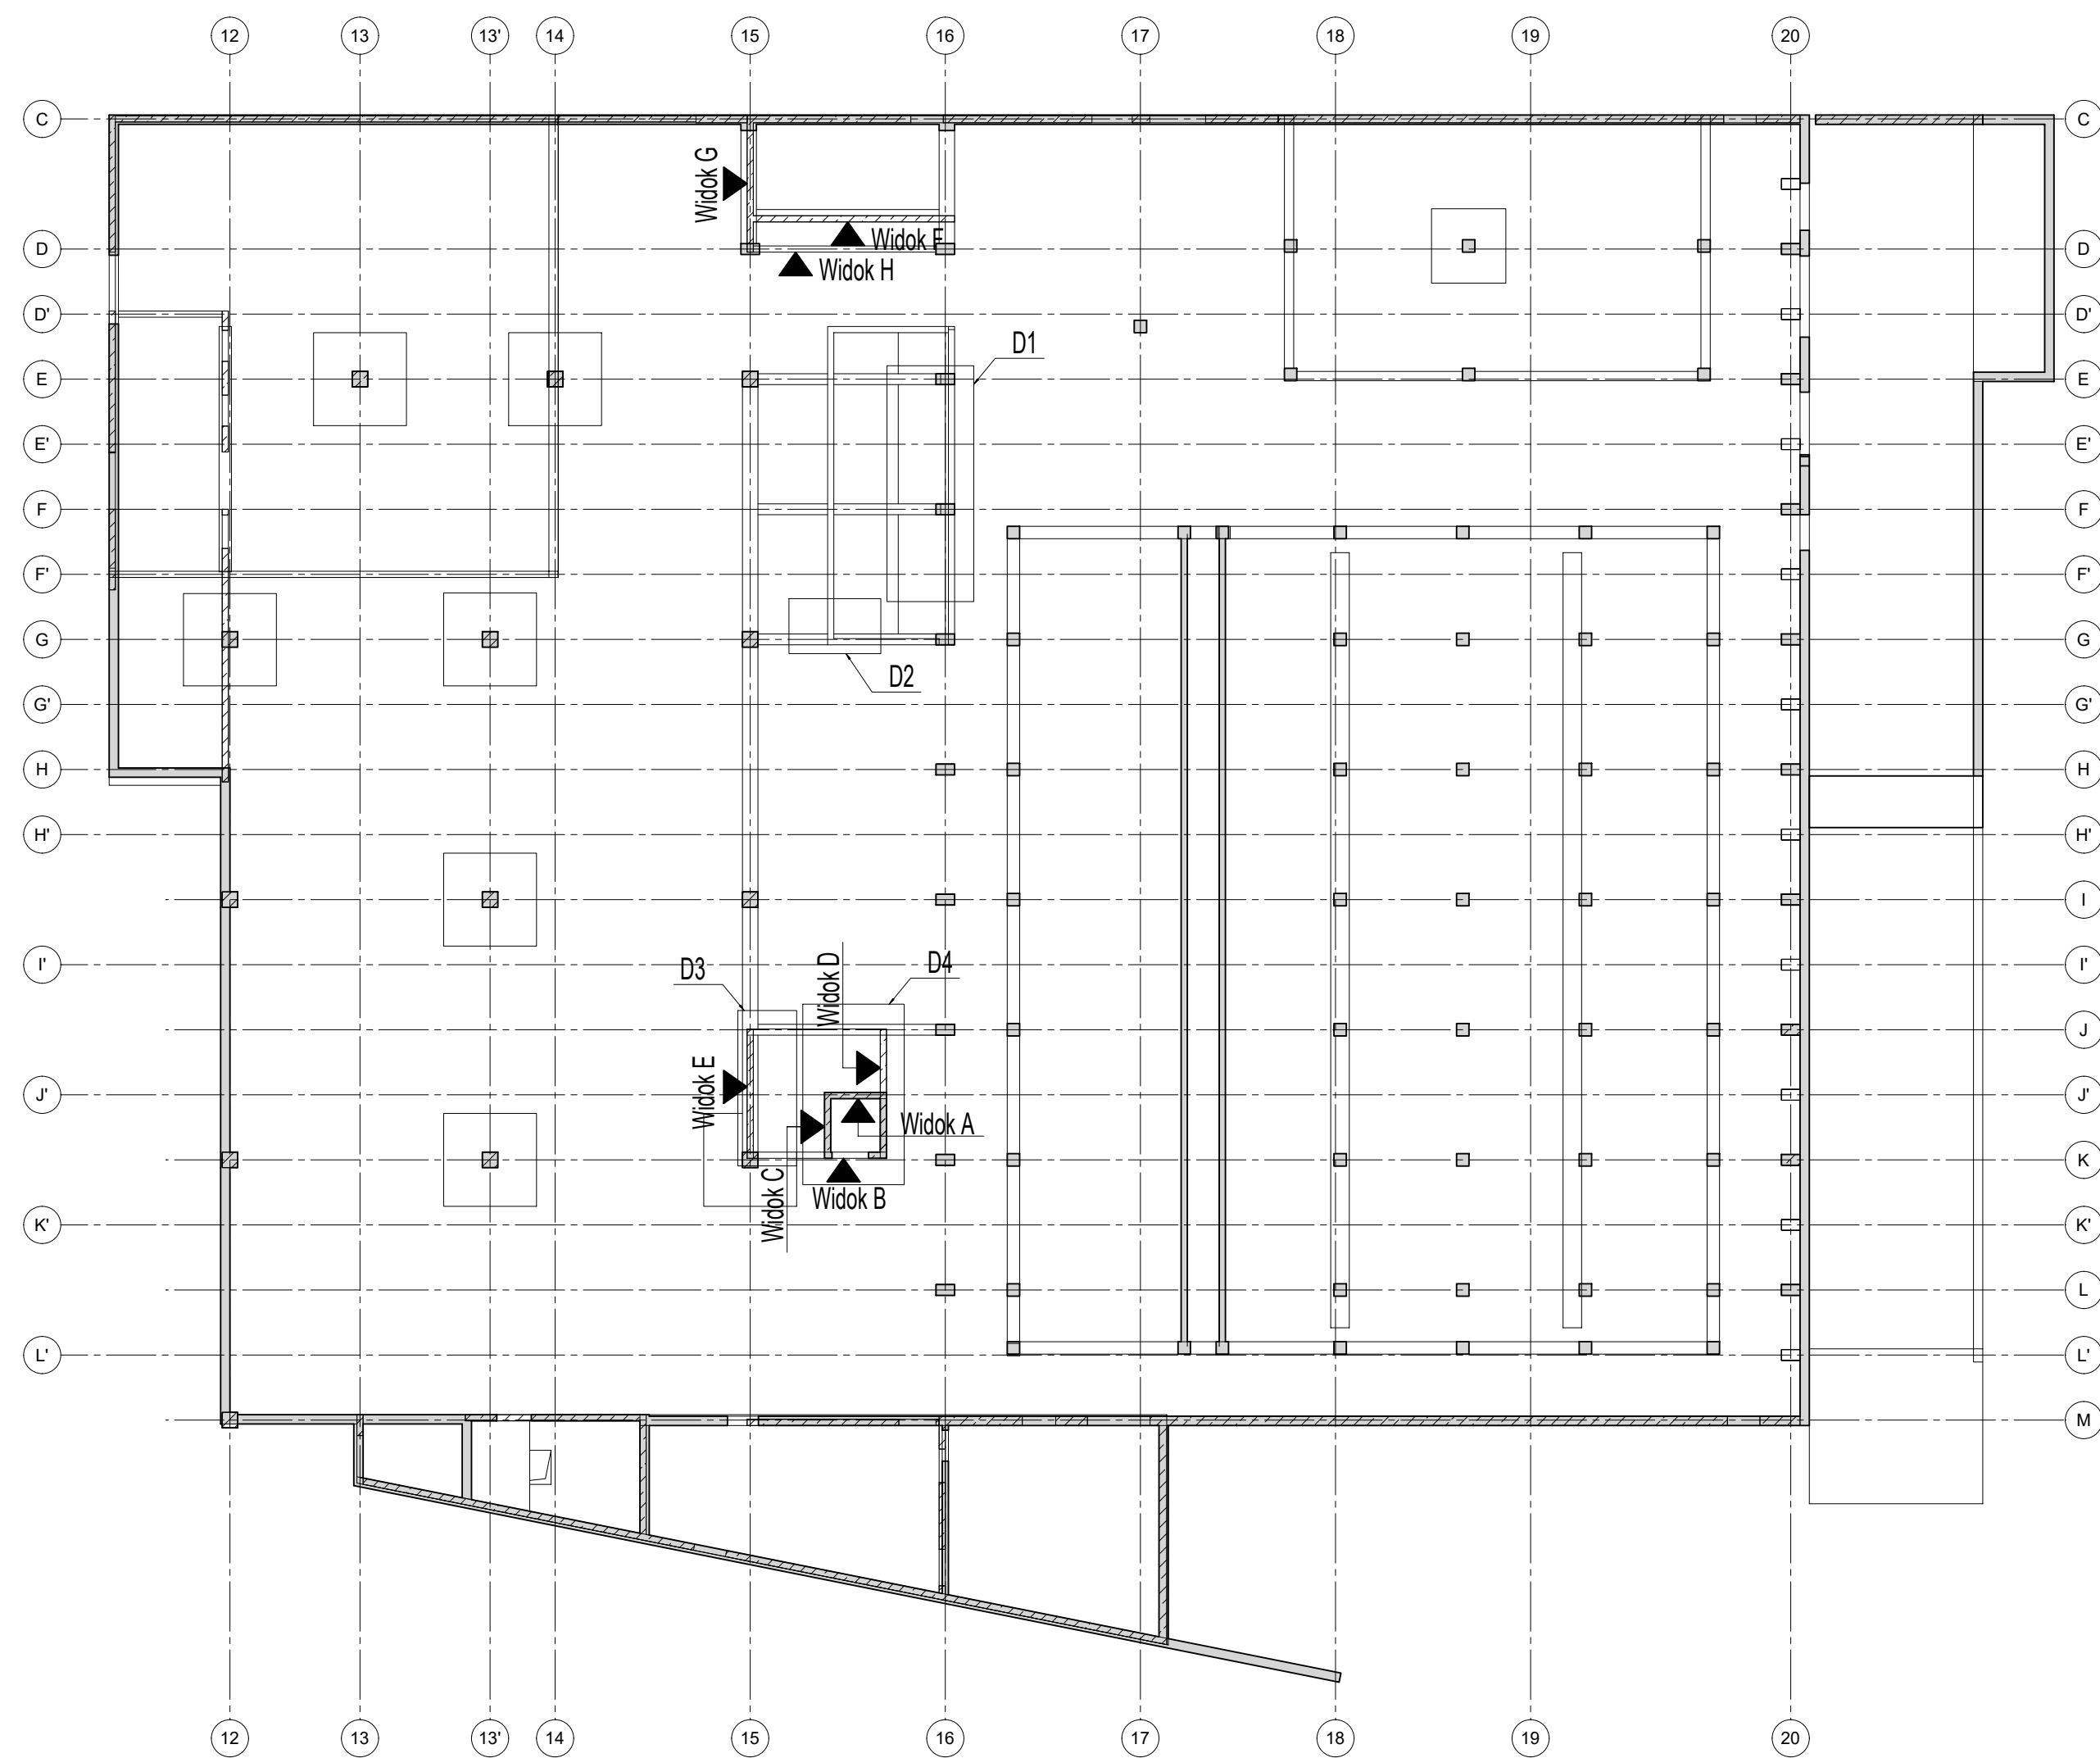 12 13 13' 14 15 16 17 18 19 20
C C
Widok G
Widok F
D D
Widok H
D' D'
D1
E E
E' E'
F F
F' F'
G G
D2
G' G'
H H
H' H'
I
I' I'
D3
Widok D
D4
J
Widok E
J' J'
Widok A
K
Widok C
Widok B
K' K'
L
L' L'
M
12 13 13' 14 15 16 17 18 19 20